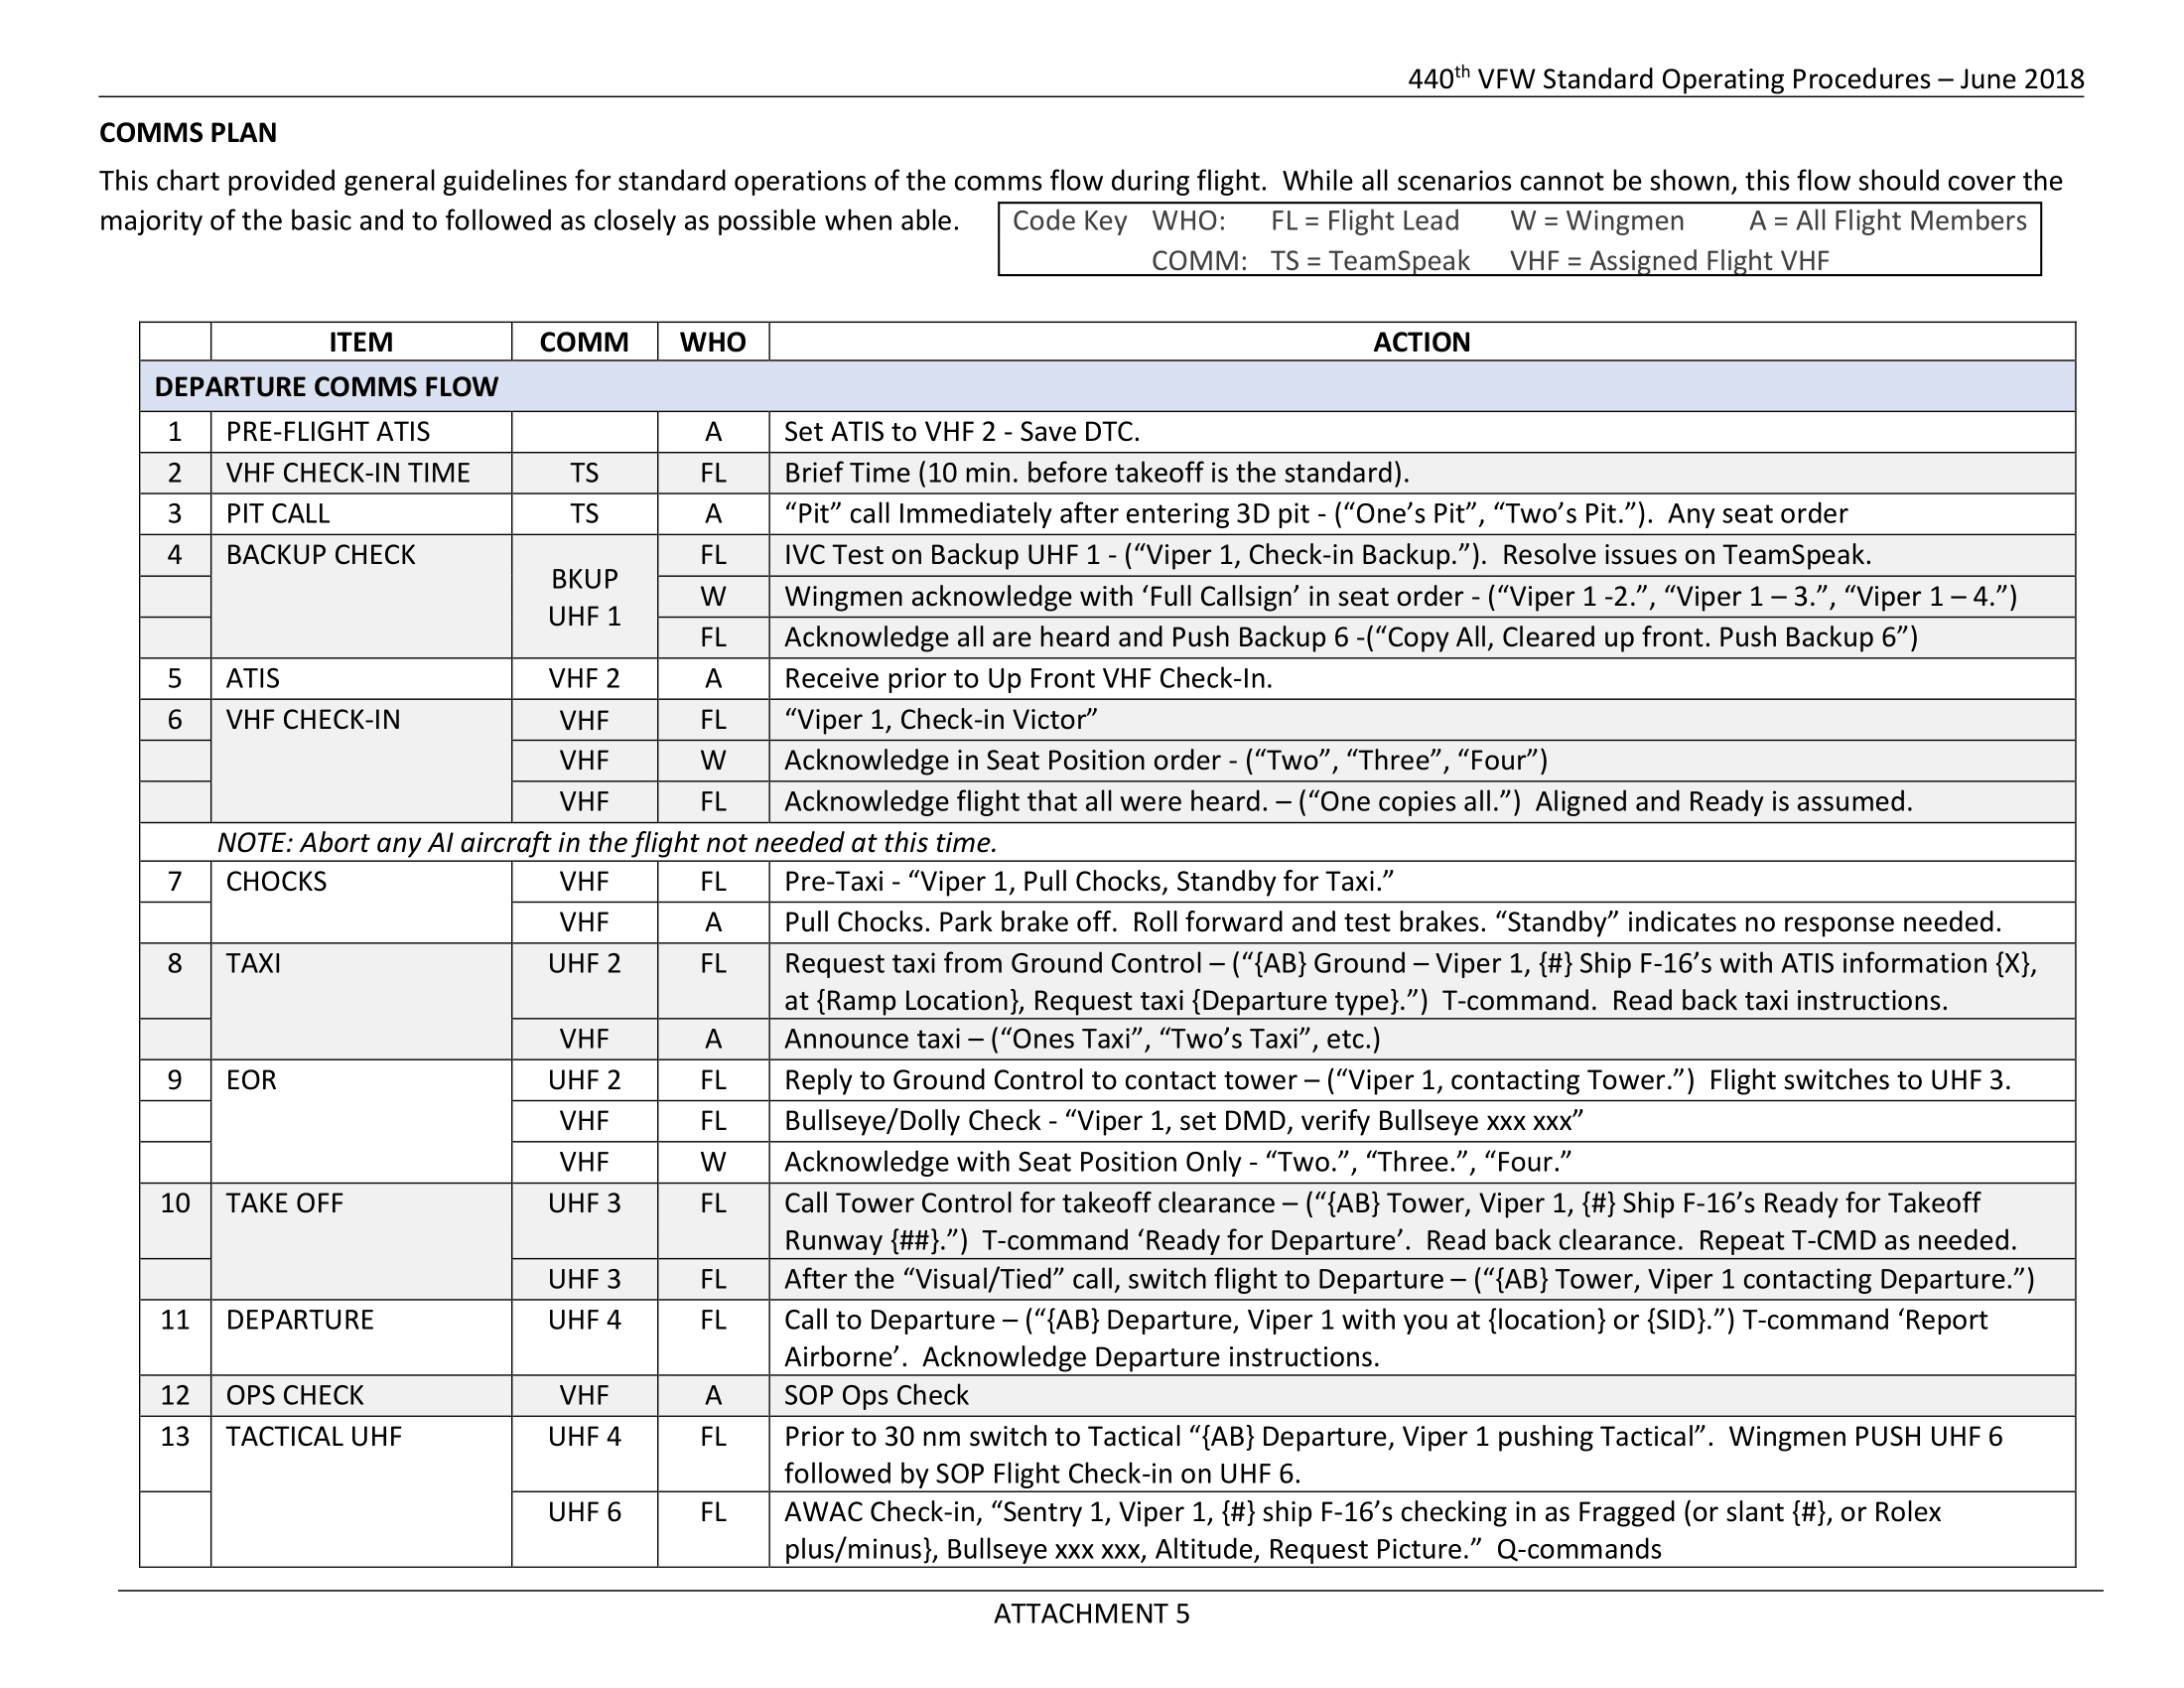 440th VFW Standard Operating Procedures – June 2018
COMMS PLAN
This chart provided general guidelines for standard operations of the comms flow during flight.  While all scenarios cannot be shown, this flow should cover the
majority of the basic and to followed as closely as possible when able.
Code Key WHO: FL = Flight Lead W = Wingmen A = All Flight Members
COMM: TS = TeamSpeak VHF = Assigned Flight VHF
ITEM COMM WHO ACTION
DEPARTURE COMMS FLOW
1 PRE-FLIGHT ATIS A Set ATIS to VHF 2 - Save DTC.
2 VHF CHECK-IN TIME TS FL Brief Time (10 min. before takeoff is the standard).
3 PIT CALL TS A “Pit” call Immediately after entering 3D pit - (“One’s Pit”, “Two’s Pit.”).  Any seat order
4 BACKUP CHECK BKUP UHF 1 FL IVC Test on Backup UHF 1 - (“Viper 1, Check-in Backup.”).  Resolve issues on TeamSpeak.
W Wingmen acknowledge with ‘Full Callsign’ in seat order - (“Viper 1 -2.”, “Viper 1 – 3.”, “Viper 1 – 4.”)
FL Acknowledge all are heard and Push Backup 6 -(“Copy All, Cleared up front. Push Backup 6”)
5 ATIS VHF 2 A Receive prior to Up Front VHF Check-In.
6 VHF CHECK-IN VHF FL “Viper 1, Check-in Victor”
VHF W Acknowledge in Seat Position order - (“Two”, “Three”, “Four”)
VHF FL Acknowledge flight that all were heard. – (“One copies all.”)  Aligned and Ready is assumed.
NOTE: Abort any AI aircraft in the flight not needed at this time.
7 CHOCKS VHF FL Pre-Taxi - “Viper 1, Pull Chocks, Standby for Taxi.”
VHF A Pull Chocks. Park brake off.  Roll forward and test brakes. “Standby” indicates no response needed.
8 TAXI UHF 2 FL Request taxi from Ground Control – (“{AB} Ground – Viper 1, {#} Ship F-16’s with ATIS information {X},
at {Ramp Location}, Request taxi {Departure type}.”)  T-command.  Read back taxi instructions.
VHF A Announce taxi – (“Ones Taxi”, “Two’s Taxi”, etc.)
9 EOR UHF 2 FL Reply to Ground Control to contact tower – (“Viper 1, contacting Tower.”)  Flight switches to UHF 3.
VHF FL Bullseye/Dolly Check - “Viper 1, set DMD, verify Bullseye xxx xxx”
VHF W Acknowledge with Seat Position Only - “Two.”, “Three.”, “Four.”
10 TAKE OFF UHF 3 FL Call Tower Control for takeoff clearance – (“{AB} Tower, Viper 1, {#} Ship F-16’s Ready for Takeoff
Runway {##}.”)  T-command ‘Ready for Departure’.  Read back clearance.  Repeat T-CMD as needed.
UHF 3 FL After the “Visual/Tied” call, switch flight to Departure – (“{AB} Tower, Viper 1 contacting Departure.”)
11 DEPARTURE UHF 4 FL Call to Departure – (“{AB} Departure, Viper 1 with you at {location} or {SID}.”) T-command ‘Report
Airborne’.  Acknowledge Departure instructions.
12 OPS CHECK VHF A SOP Ops Check
13 TACTICAL UHF UHF 4 FL Prior to 30 nm switch to Tactical “{AB} Departure, Viper 1 pushing Tactical”.  Wingmen PUSH UHF 6
followed by SOP Flight Check-in on UHF 6.
UHF 6 FL AWAC Check-in, “Sentry 1, Viper 1, {#} ship F-16’s checking in as Fragged (or slant {#}, or Rolex
plus/minus}, Bullseye xxx xxx, Altitude, Request Picture.”  Q-commands
ATTACHMENT 5